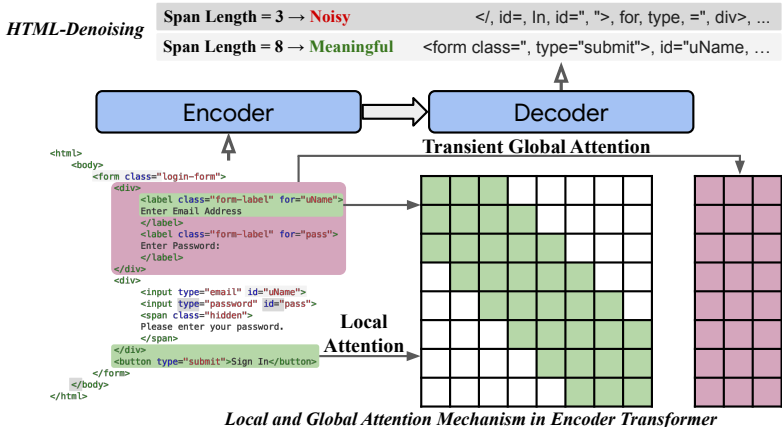 HTML-Denoising
Span Length = 3 → Noisy
</, id=, In, id=", ">, for, type, =", div>, ...
Span Length = 8 → Meaningful
<form class=", type="submit">, id="uName, …
Encoder
Decoder
Transient Global Attention
<html>
<body>
<form class="login-form">
<div>
<label class="form-label" for="uName">
Enter Email Address
</label>
<label class="form-label" for="pass">
Enter Password:
</label>
</div>
<div>
<input type="email" id="uName">
<input type="password" id="pass">
<span class="hidden">
Please enter your password.
</span>
</div>
<button type="submit">Sign In</button>
</form>
</body>
</html>
Local
Attention
Local and Global Attention Mechanism in Encoder Transformer